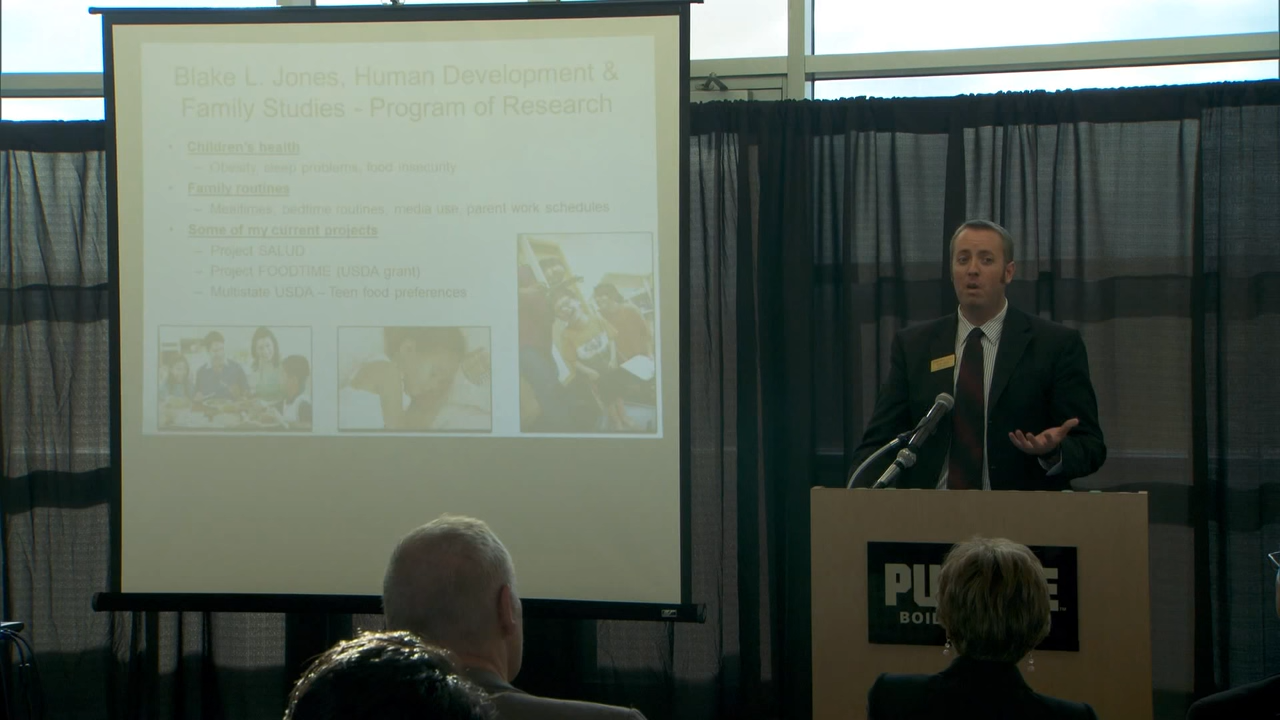 Blake L. Jones, Human Development &
Family Studies - Program of Research
• Children's health
– Obesity, sleep problems, food insecurity
• Family routines
– Mealtimes, bedtime routines, media use, parent work schedules
• Some of my current projects
– Project SALUD
– Project FOODTIME (USDA grant)
– Multistate USDA – Teen food preferences
PU E
BOIL